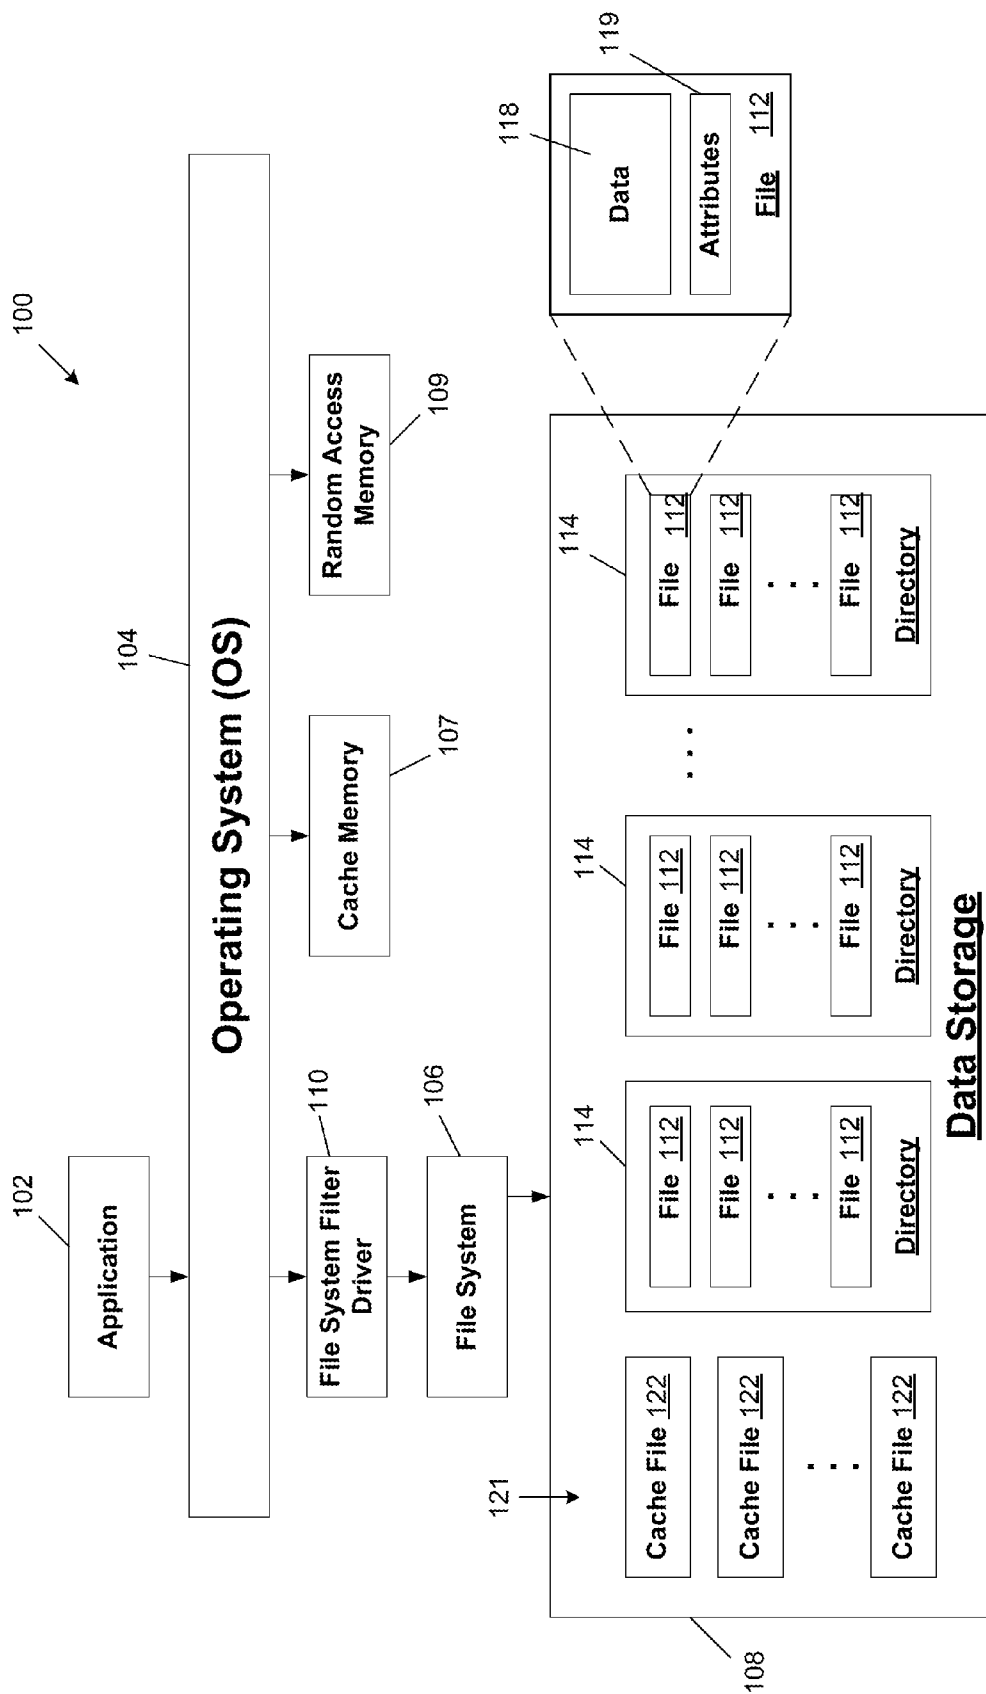 100
102
Application
104
Operating System (OS)
File System Filter
Driver
110
Cache Memory
107
Random Access
Memory
109
File System
106
108
121
Cache File 122
Cache File 122
. . .
Cache File 122
114
File 112
File 112
. . .
File 112
Directory
114
File 112
File 112
. . .
File 112
Directory
. . .
114
File 112
File 112
. . .
File 112
Directory
Data Storage
118
Data
119
Attributes
File 112